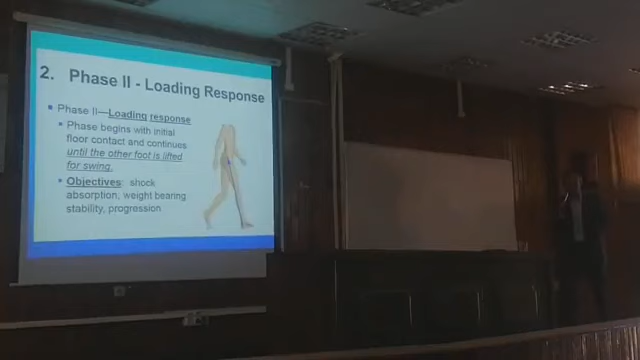 2. Phase II - Loading Response
Phase II—Loading response
Phase begins with initial
floor contact and continues
until the other foot is lifted
for swing.
Objectives: shock
absorption, weight bearing
stability, progression